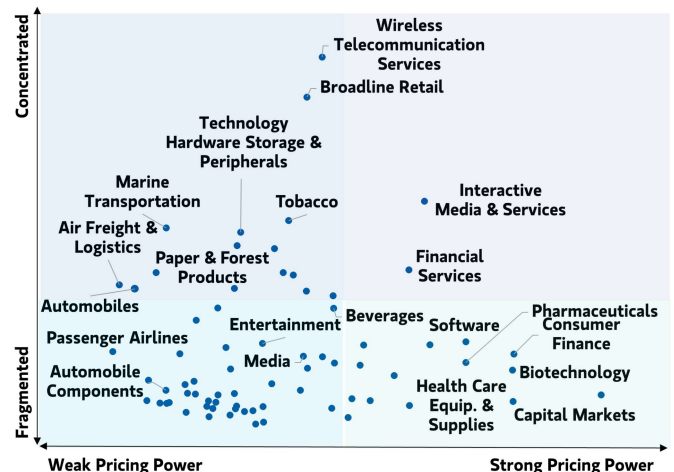 Concentrated
Fragmented
Wireless
Telecommunication
Services
Broadline Retail
Technology
Hardware Storage &
Peripherals
Marine
Transportation
Tobacco
Interactive
Media & Services
Air Freight &
Logistics
Paper & Forest
Products
Financial
Services
Automobiles
Beverages
Pharmaceuticals
Entertainment
Software
Consumer
Finance
Passenger Airlines
Media
Automobile
Components
Biotechnology
Health Care
Equip. &
Supplies
Capital Markets
Weak Pricing Power
Strong Pricing Power